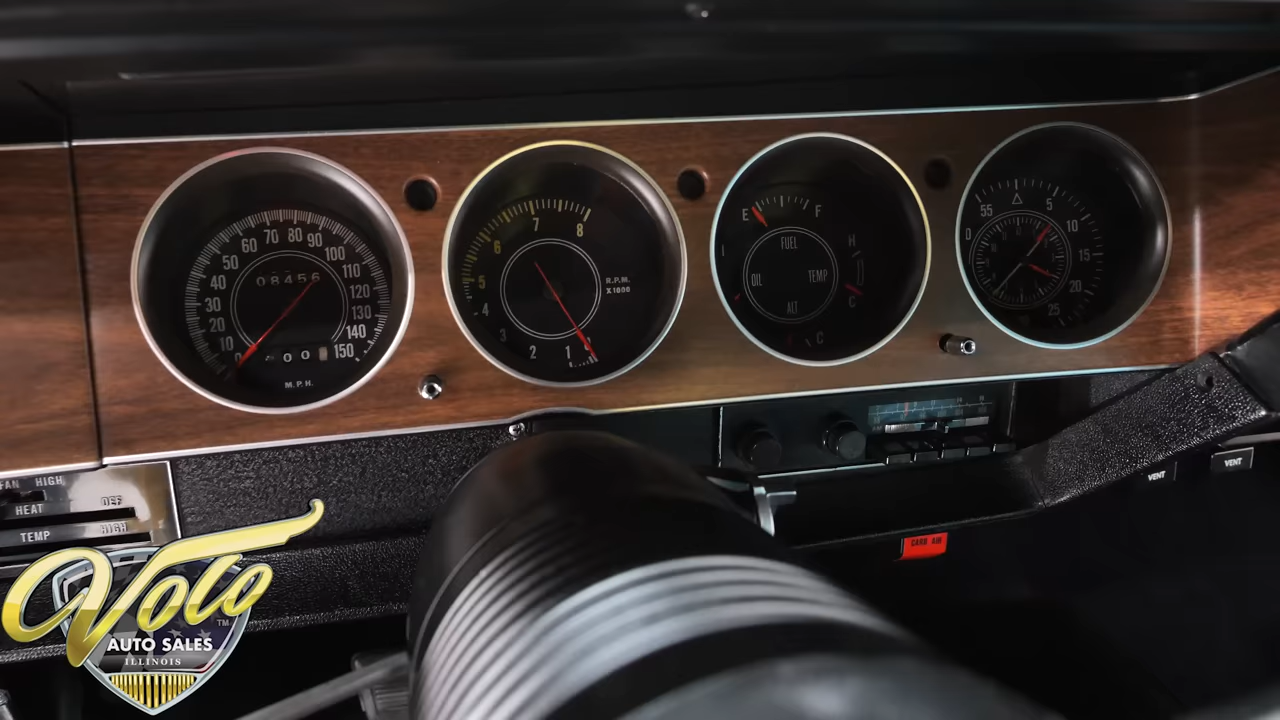 60 70 80 90
50 100
40 110
30 120
20 130
10 140
0 150
08456
00
M.P.H.
7
6 8
5
4
3
2 1
R.P.M.
X1000
E F
FUEL
OIL TEMP
ALT
H
C
C
55 5
10
15
20
25
FAN HIGH
HEAT DEF
TEMP HIGH
CARB AIR
VENT
VENT
Volo
TM
AUTO SALES
ILLINOIS